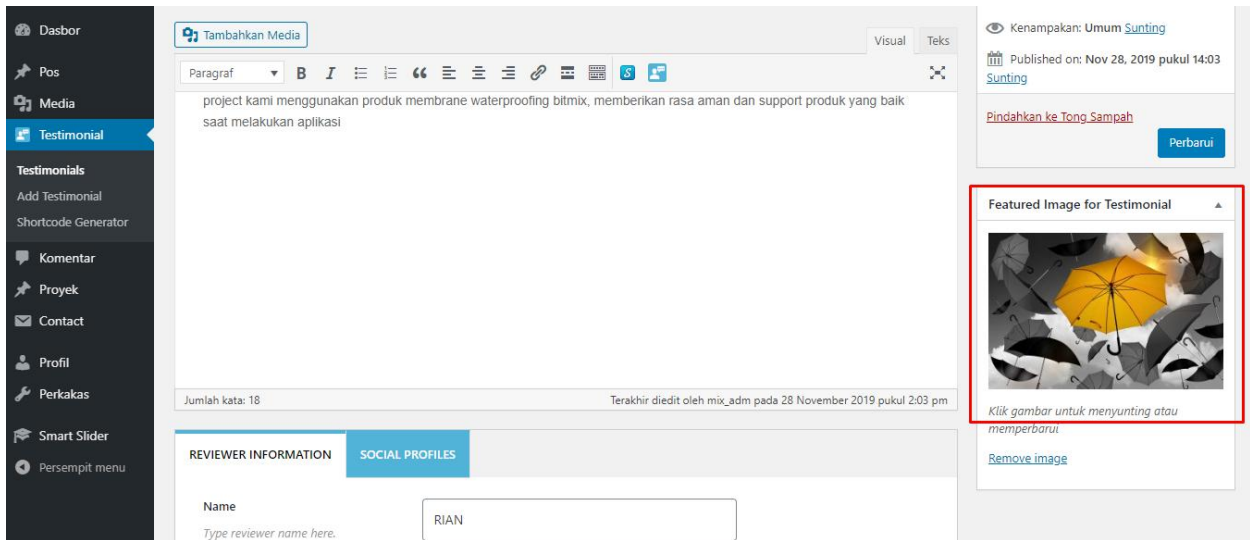 Dasbor
Pos
Media
Testimonial
Testimonials
Add Testimonial
Shortcode Generator
Komentar
Proyek
Contact
Profil
Perkakas
Smart Slider
Persempit menu
Tambahkan Media
Visual Teks
Paragraf
project kami menggunakan produk membrane waterproofing bitmix, memberikan rasa aman dan support produk yang baik
saat melakukan aplikasi
Jumlah kata: 18
Terakhir diedit oleh mix_adm pada 28 November 2019 pukul 2:03 pm
REVIEWER INFORMATION
SOCIAL PROFILES
Name
Type reviewer name here.
RIAN
Kenampakan: Umum Sunting
Published on: Nov 28, 2019 pukul 14:03
Sunting
Pindahkan ke Tong Sampah
Perbarui
Featured Image for Testimonial
Klik gambar untuk menyunting atau
memperbarui
Remove image